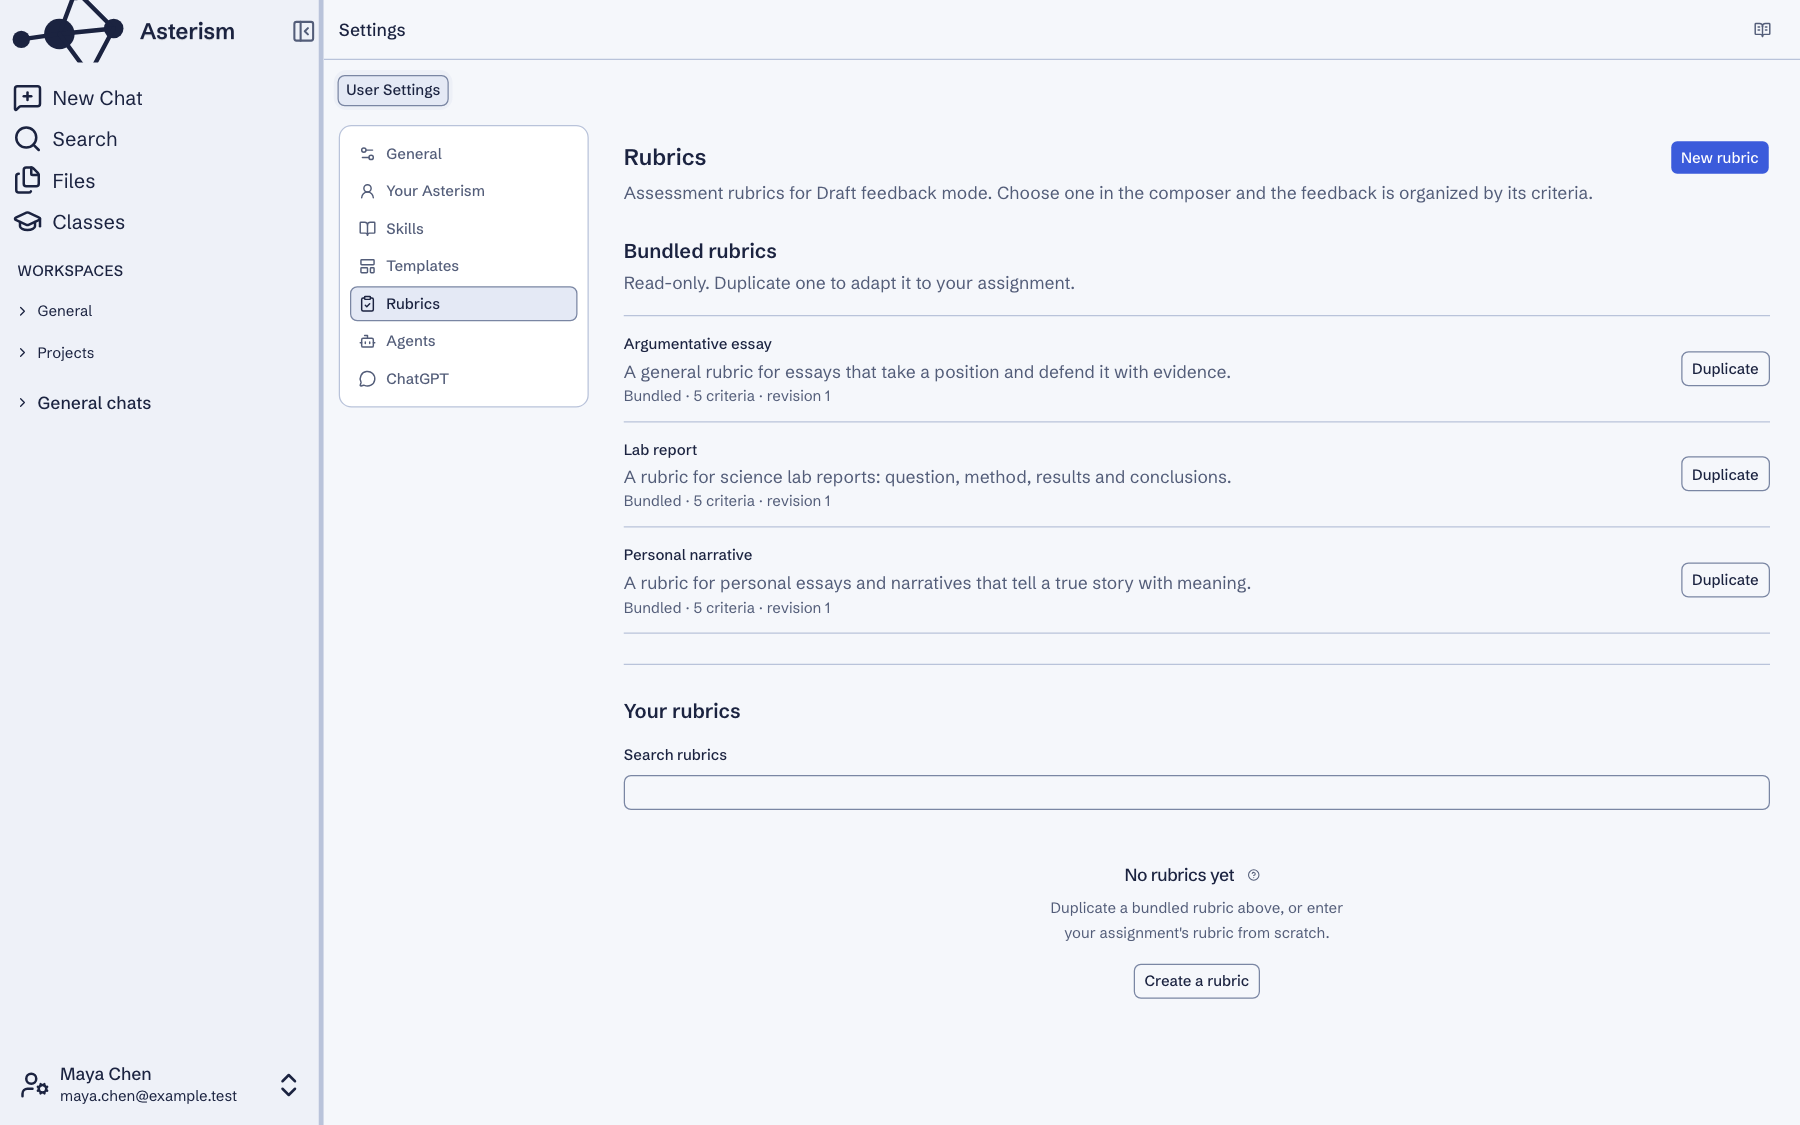 Asterism
Settings
New Chat
Search
Files
Classes
WORKSPACES
General
Projects
General chats
Maya Chen
maya.chen@example.test
User Settings
General
Your Asterism
Skills
Templates
Rubrics
Agents
ChatGPT
Rubrics
New rubric
Assessment rubrics for Draft feedback mode. Choose one in the composer and the feedback is organized by its criteria.
Bundled rubrics
Read-only. Duplicate one to adapt it to your assignment.
Argumentative essay
A general rubric for essays that take a position and defend it with evidence.
Bundled · 5 criteria · revision 1
Duplicate
Lab report
A rubric for science lab reports: question, method, results and conclusions.
Bundled · 5 criteria · revision 1
Duplicate
Personal narrative
A rubric for personal essays and narratives that tell a true story with meaning.
Bundled · 5 criteria · revision 1
Duplicate
Your rubrics
Search rubrics
No rubrics yet
Duplicate a bundled rubric above, or enter
your assignment's rubric from scratch.
Create a rubric